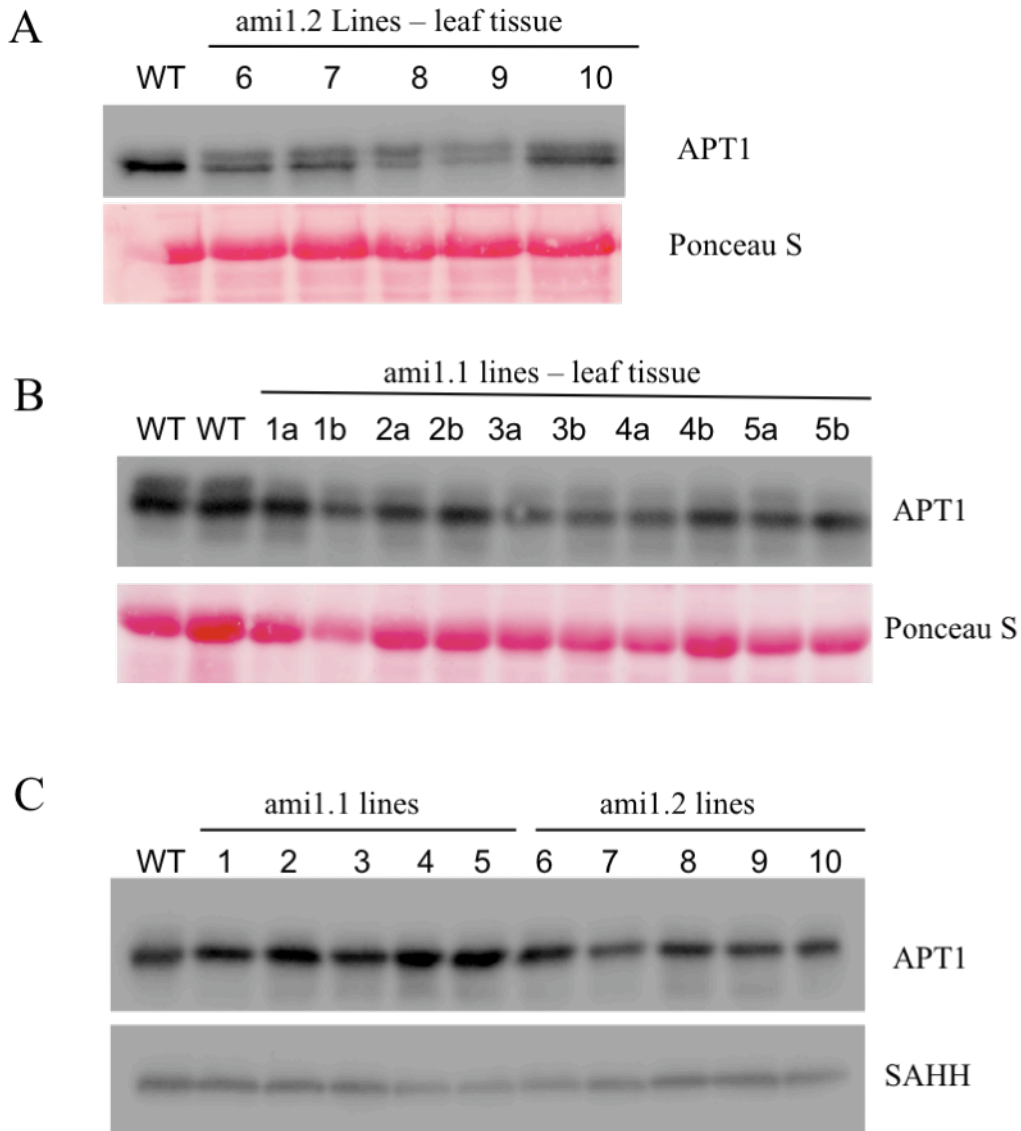 A
ami1.2 Lines – leaf tissue
WT 6 7 8 9 10
APT1
Ponceau S
B
ami1.1 lines – leaf tissue
WT WT 1a 1b 2a 2b 3a 3b 4a 4b 5a 5b
APT1
Ponceau S
C
ami1.1 lines ami1.2 lines
WT 1 2 3 4 5 6 7 8 9 10
APT1
SAHH